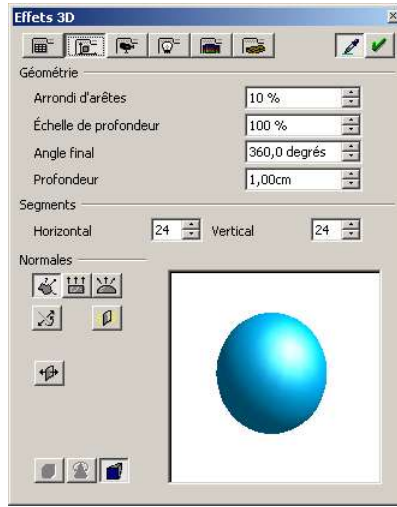 Effets 3D
Géométrie
Arrondi d'arêtes 10 %
Échelle de profondeur 100 %
Angle final 360,0 degrés
Profondeur 1,00cm
Segments
Horizontal 24 Vertical 24
Normales